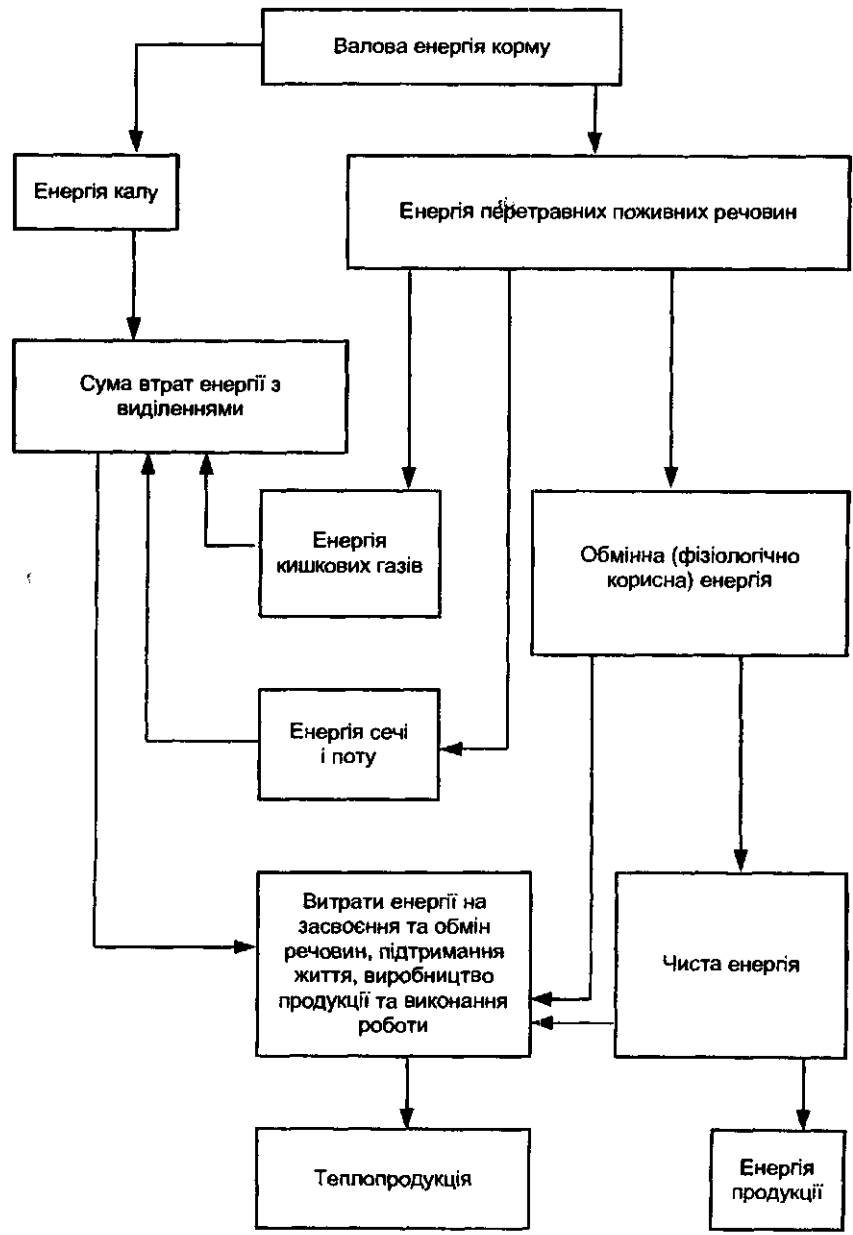 Валова енергія корму
Енергія калу
Енергія перетравних поживних речовин
Сума втрат енергії з
виділеннями
Енергія
кишкових газів
Обмінна (фізіологічно
корисна) енергія
Енергія сечі
і поту
Витрати енергії на
засвоєння та обмін
речовин, підтримання
життя, виробництво
продукції та виконання
роботи
Чиста енергія
Теплопродукція
Енергія
продукції